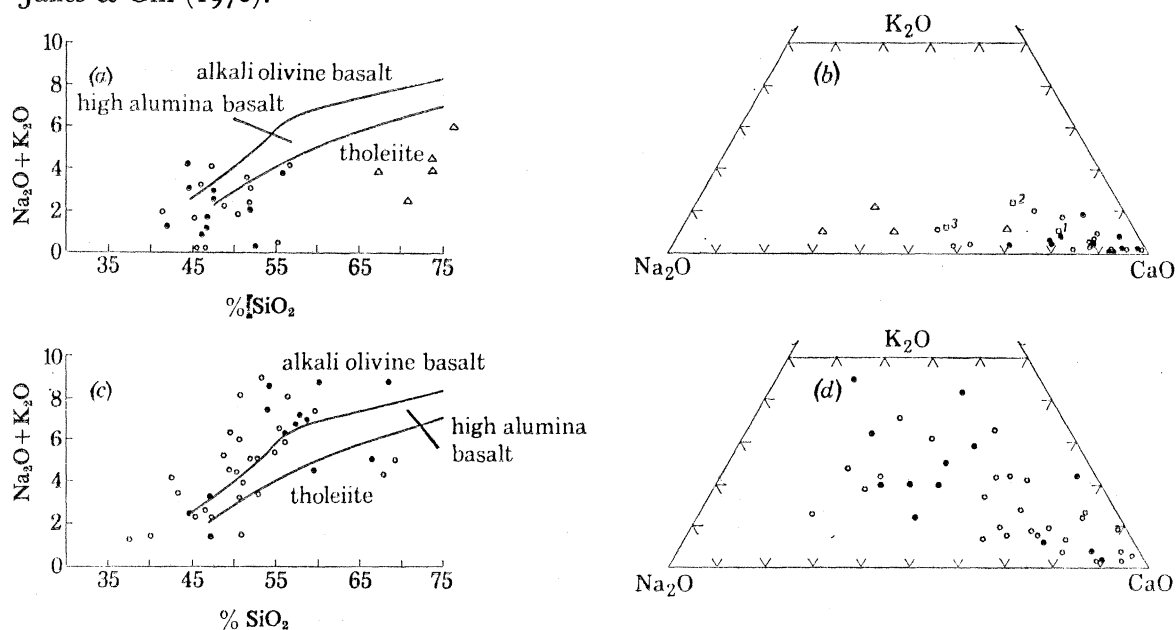 Jakes & Gill (1970).
(a)
alkali olivine basalt
high alumina basalt
tholeiite
Na₂O + K₂O
10
8
6
4
2
0
35
45
55
65
75
% SiO₂
(b)
K₂O
2
3
1
Na₂O
CaO
(c)
alkali olivine basalt
high alumina
basalt
tholeiite
Na₂O + K₂O
10
8
6
4
2
0
35
45
55
65
75
% SiO₂
(d)
K₂O
Na₂O
CaO